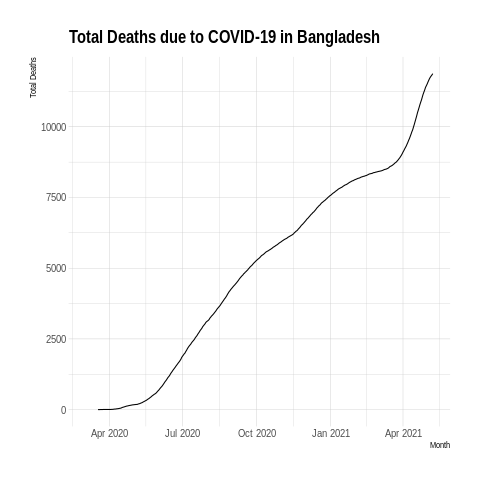 Total Deaths due to COVID-19 in Bangladesh
Total Deaths
10000
7500
5000
2500
0
Apr 2020 Jul 2020 Oct 2020 Jan 2021 Apr 2021
Month